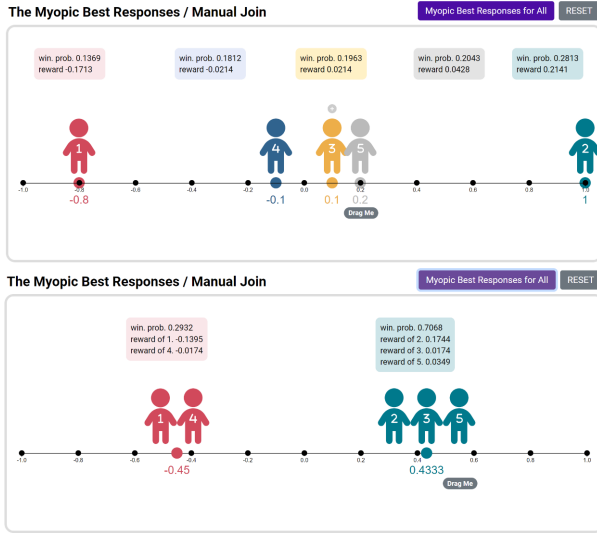 The Myopic Best Responses / Manual Join
Myopic Best Responses for All
RESET
win. prob. 0.1369
reward -0.1713
win. prob. 0.1812
reward -0.0214
win. prob. 0.1963
reward 0.0214
win. prob. 0.2043
reward 0.0428
win. prob. 0.2813
reward 0.2141
1
4
3
5
2
-1.0
-0.8
-0.6
-0.4
-0.2
0.0
0.2
0.4
0.6
0.8
1.0
-0.8
-0.1
0.1
0.2
1
Drag Me
The Myopic Best Responses / Manual Join
Myopic Best Responses for All
RESET
win. prob. 0.2932
reward of 1. -0.1395
reward of 4. -0.0174
win. prob. 0.7068
reward of 2. 0.1744
reward of 3. 0.0174
reward of 5. 0.0349
1
4
2
3
5
-1.0
-0.8
-0.6
-0.4
-0.2
0.0
0.2
0.4
0.6
0.8
1.0
-0.45
0.4333
Drag Me